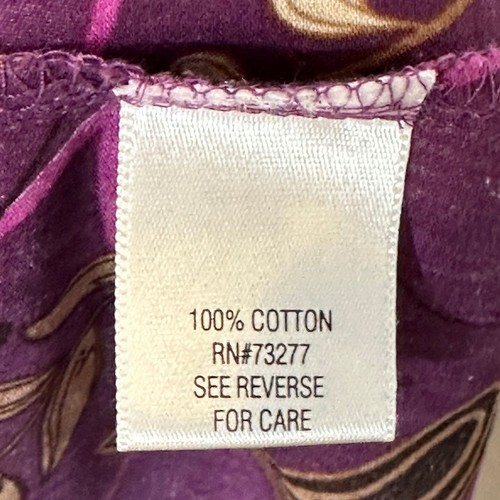 100% COTTON
RN#73277
SEE REVERSE
FOR CARE